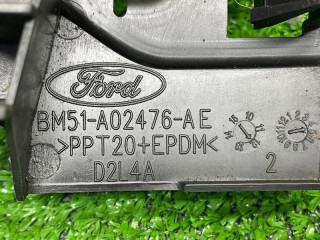 Ford
BM51-A02476-AE
>PPT20+EPDM<
D2L4A
2